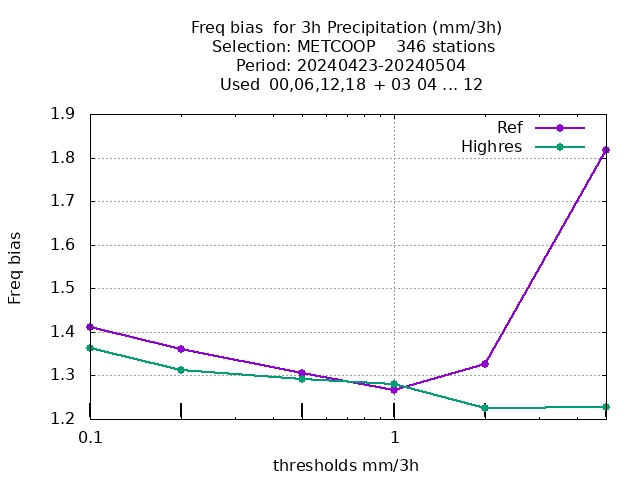 Freq bias  for 3h Precipitation (mm/3h)
Selection: METCOOP    346 stations
Period: 20240423-20240504
Used  00,06,12,18  + 03 04 ... 12
1.9
1.8
1.7
1.6
1.5
1.4
1.3
1.2
Freq bias
Ref
Highres
0.1
1
thresholds mm/3h